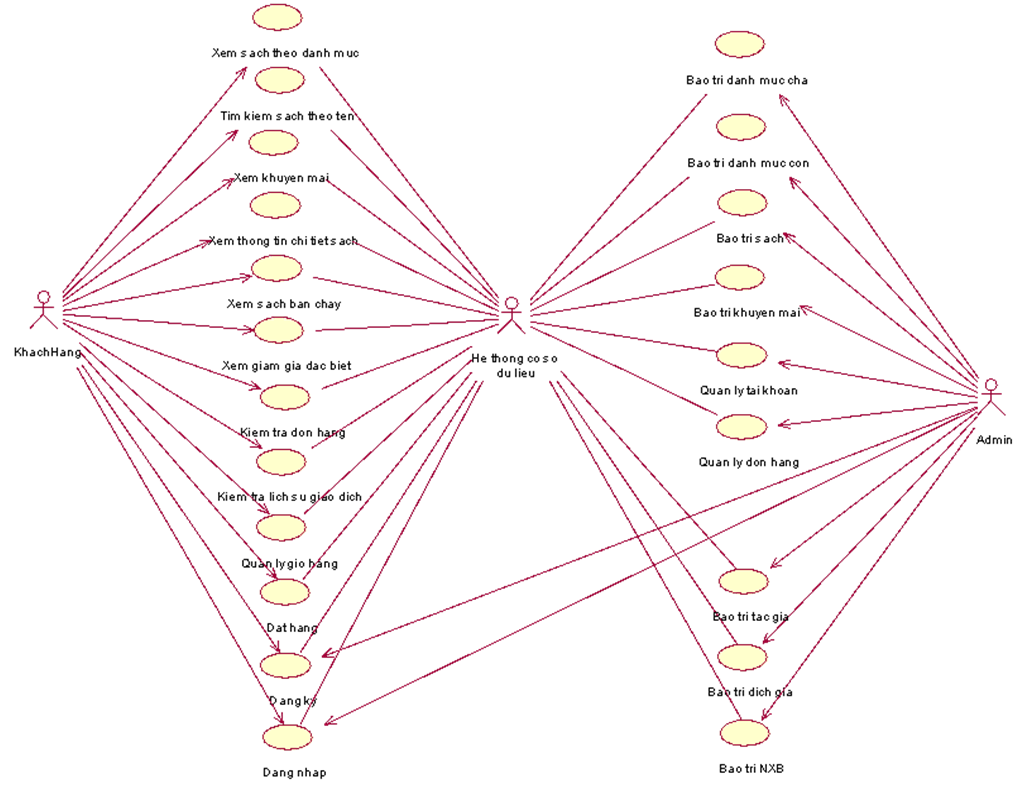 Xem sach theo danh muc
Tim kiem sach theo ten
Xem khuyen mai
Xem thong tin chi tiet sach
Xem sach ban chay
Xem giam gia dac biet
Kiem tra don hang
Kiem tra lich su giao dich
Quan ly gio hang
Dat hang
Dang ky
Dang nhap
KhachHang
He thong co so
du lieu
Bao tri danh muc cha
Bao tri danh muc con
Bao tri sach
Bao tri khuyen mai
Quan ly tai khoan
Quan ly don hang
Bao tri tac gia
Bao tri dich gia
Bao tri NXB
Admin